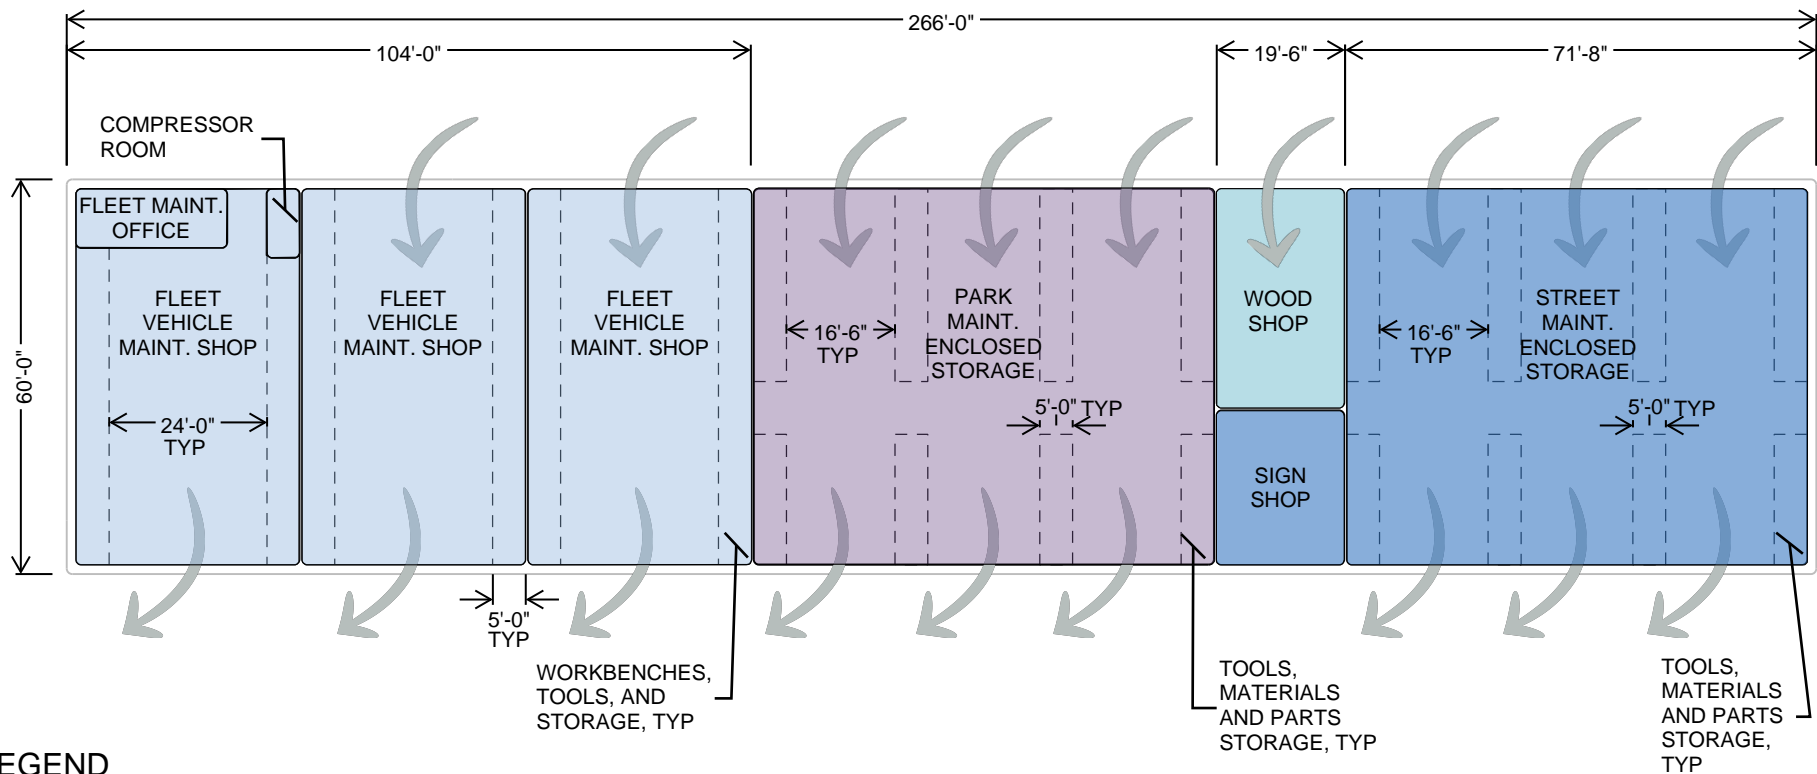 266'-0"
104'-0"
19'-6"
71'-8"
COMPRESSOR
ROOM
FLEET MAINT.
OFFICE
FLEET
VEHICLE
MAINT. SHOP
FLEET
VEHICLE
MAINT. SHOP
FLEET
VEHICLE
MAINT. SHOP
PARK
MAINT.
ENCLOSED
STORAGE
WOOD
SHOP
STREET
MAINT.
ENCLOSED
STORAGE
16'-6"
TYP
16'-6"
TYP
60'-0"
24'-0"
TYP
5'-0" TYP
5'-0" TYP
SIGN
SHOP
5'-0"
TYP
WORKBENCHES,
TOOLS, AND
STORAGE, TYP
TOOLS,
MATERIALS
AND PARTS
STORAGE, TYP
TOOLS,
MATERIALS
AND PARTS
STORAGE,
TYP
EGEND